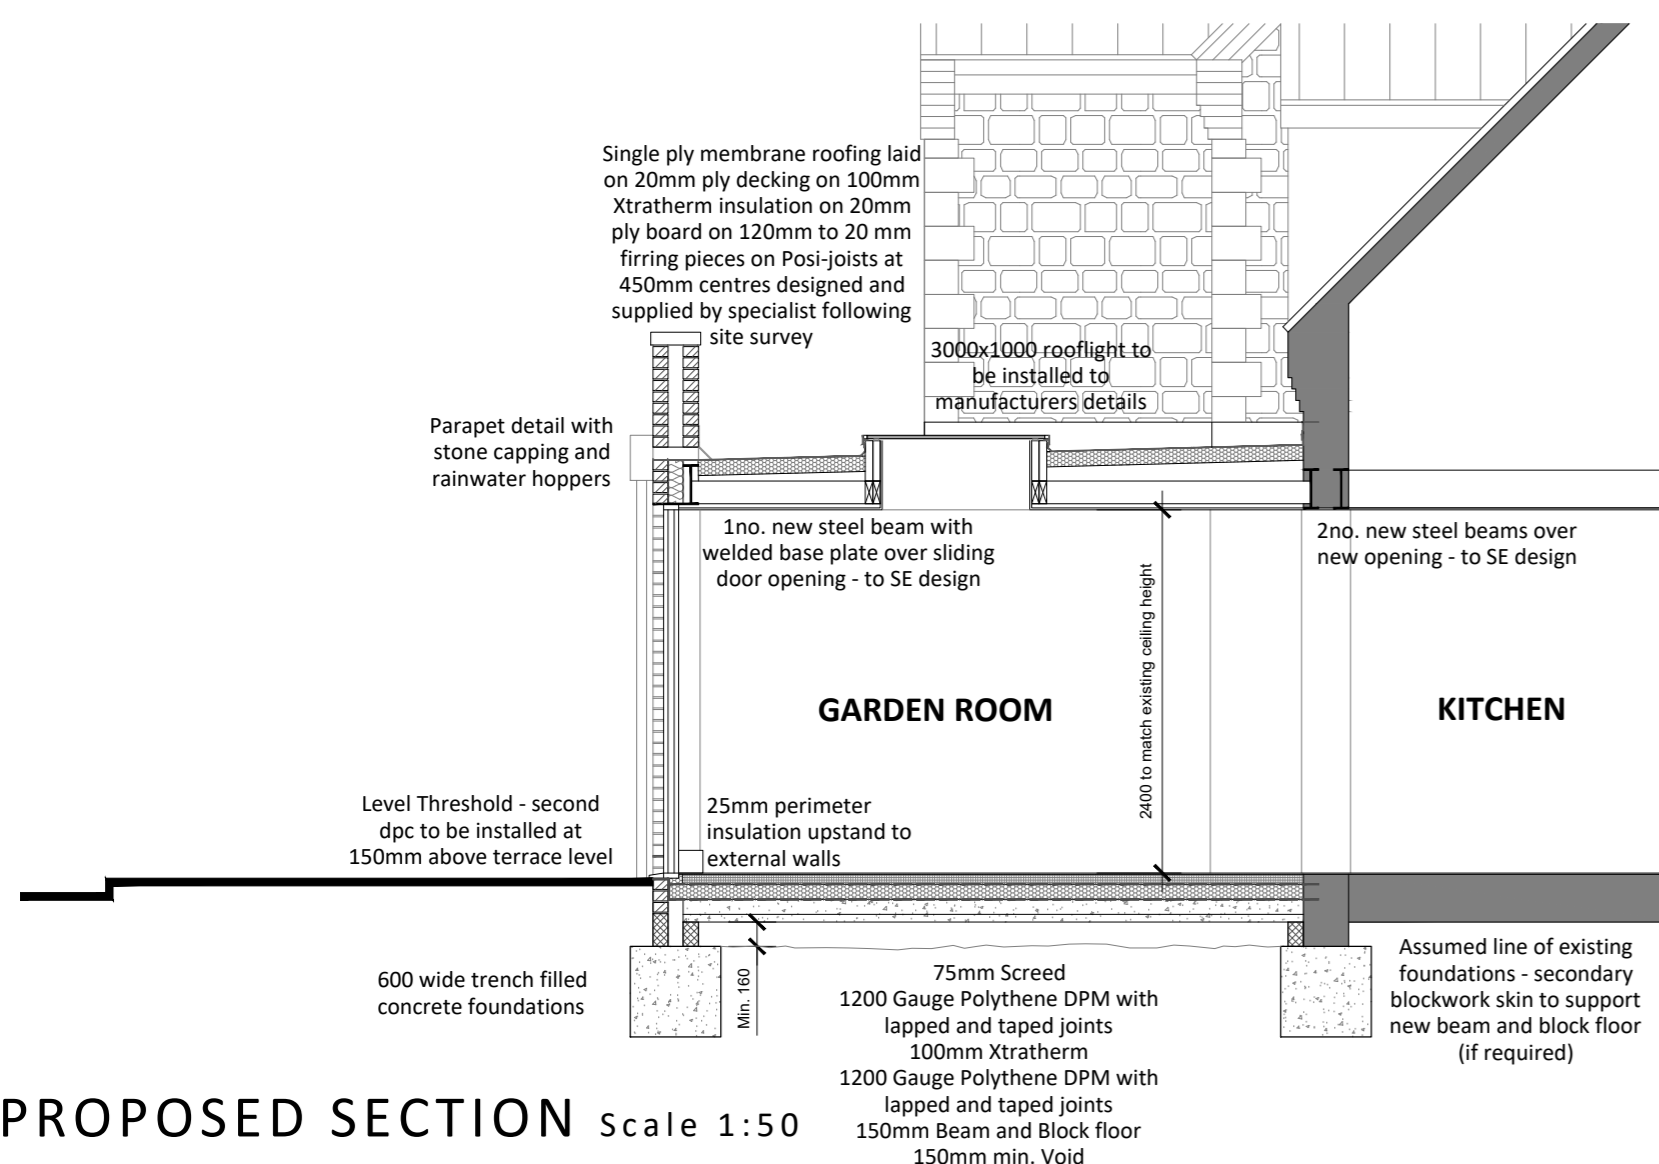 Single ply membrane roofing laid
on 20mm ply decking on 100mm
Xtratherm insulation on 20mm
ply board on 120mm to 20 mm
firring pieces on Posi-joists at
450mm centres designed and
supplied by specialist following
site survey
3000x1000 rooflight to
be installed to
manufacturers details
Parapet detail with
stone capping and
rainwater hoppers
1no. new steel beam with
welded base plate over sliding
door opening - to SE design
2no. new steel beams over
new opening - to SE design
2400 to match existing ceiling height
GARDEN ROOM
KITCHEN
Level Threshold - second
dpc to be installed at
150mm above terrace level
25mm perimeter
insulation upstand to
external walls
600 wide trench filled
concrete foundations
Min. 160
75mm Screed
1200 Gauge Polythene DPM with
lapped and taped joints
100mm Xtratherm
1200 Gauge Polythene DPM with
lapped and taped joints
150mm Beam and Block floor
150mm min. Void
Assumed line of existing
foundations - secondary
blockwork skin to support
new beam and block floor
(if required)
PROPOSED SECTION Scale 1:50